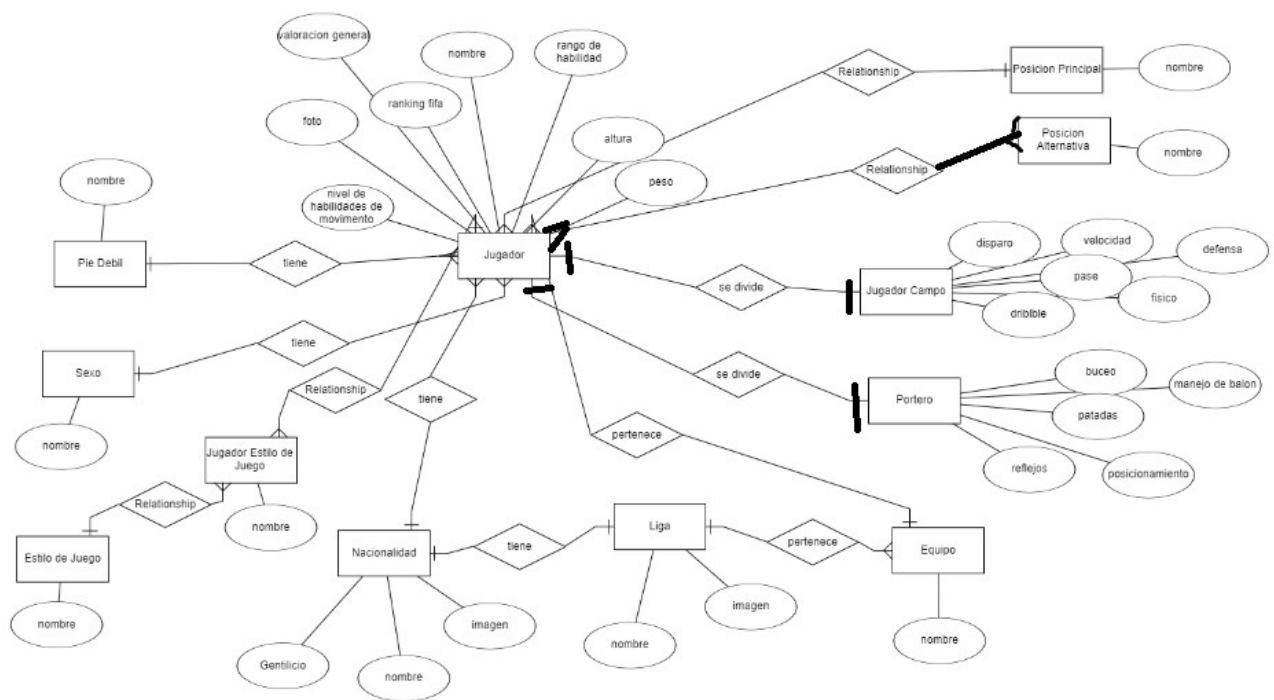 valoracion general
nombre
rango de
habilidad
Relationship
Posicion Principal
nombre
ranking fifa
foto
altura
Posicion
Alternativa
nombre
Relationship
nombre
nivel de
habilidades de
movimento
peso
Pie Debil
tiene
Jugador
disparo
velocidad
defensa
se divide
Jugador Campo
pase
fisico
dribible
Sexo
tiene
nombre
Relationship
tiene
se divide
Portero
buceo
manejo de balon
patadas
reflejos
posicionamiento
Jugador Estilo de
Juego
pertenece
Relationship
nombre
Estilo de Juego
nombre
Nacionalidad
tiene
Liga
pertenece
Equipo
Gentilicio
nombre
imagen
nombre
imagen
nombre